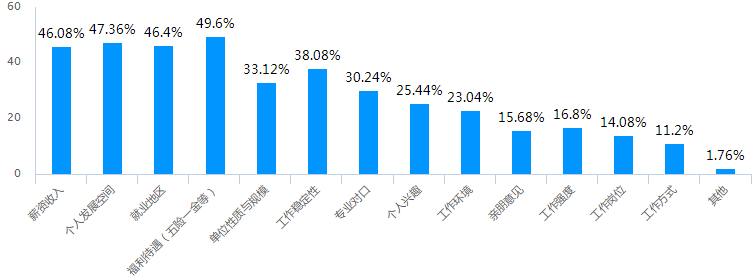 60
40
20
0
46.08%
47.36%
46.4%
49.6%
33.12%
38.08%
30.24%
25.44%
23.04%
15.68%
16.8%
14.08%
11.2%
1.76%
薪资收入
个人发展空间
就业地区
福利待遇（五险一金等）
单位性质与规模
工作稳定性
专业对口
个人兴趣
工作环境
亲朋意见
工作强度
工作岗位
工作方式
其他